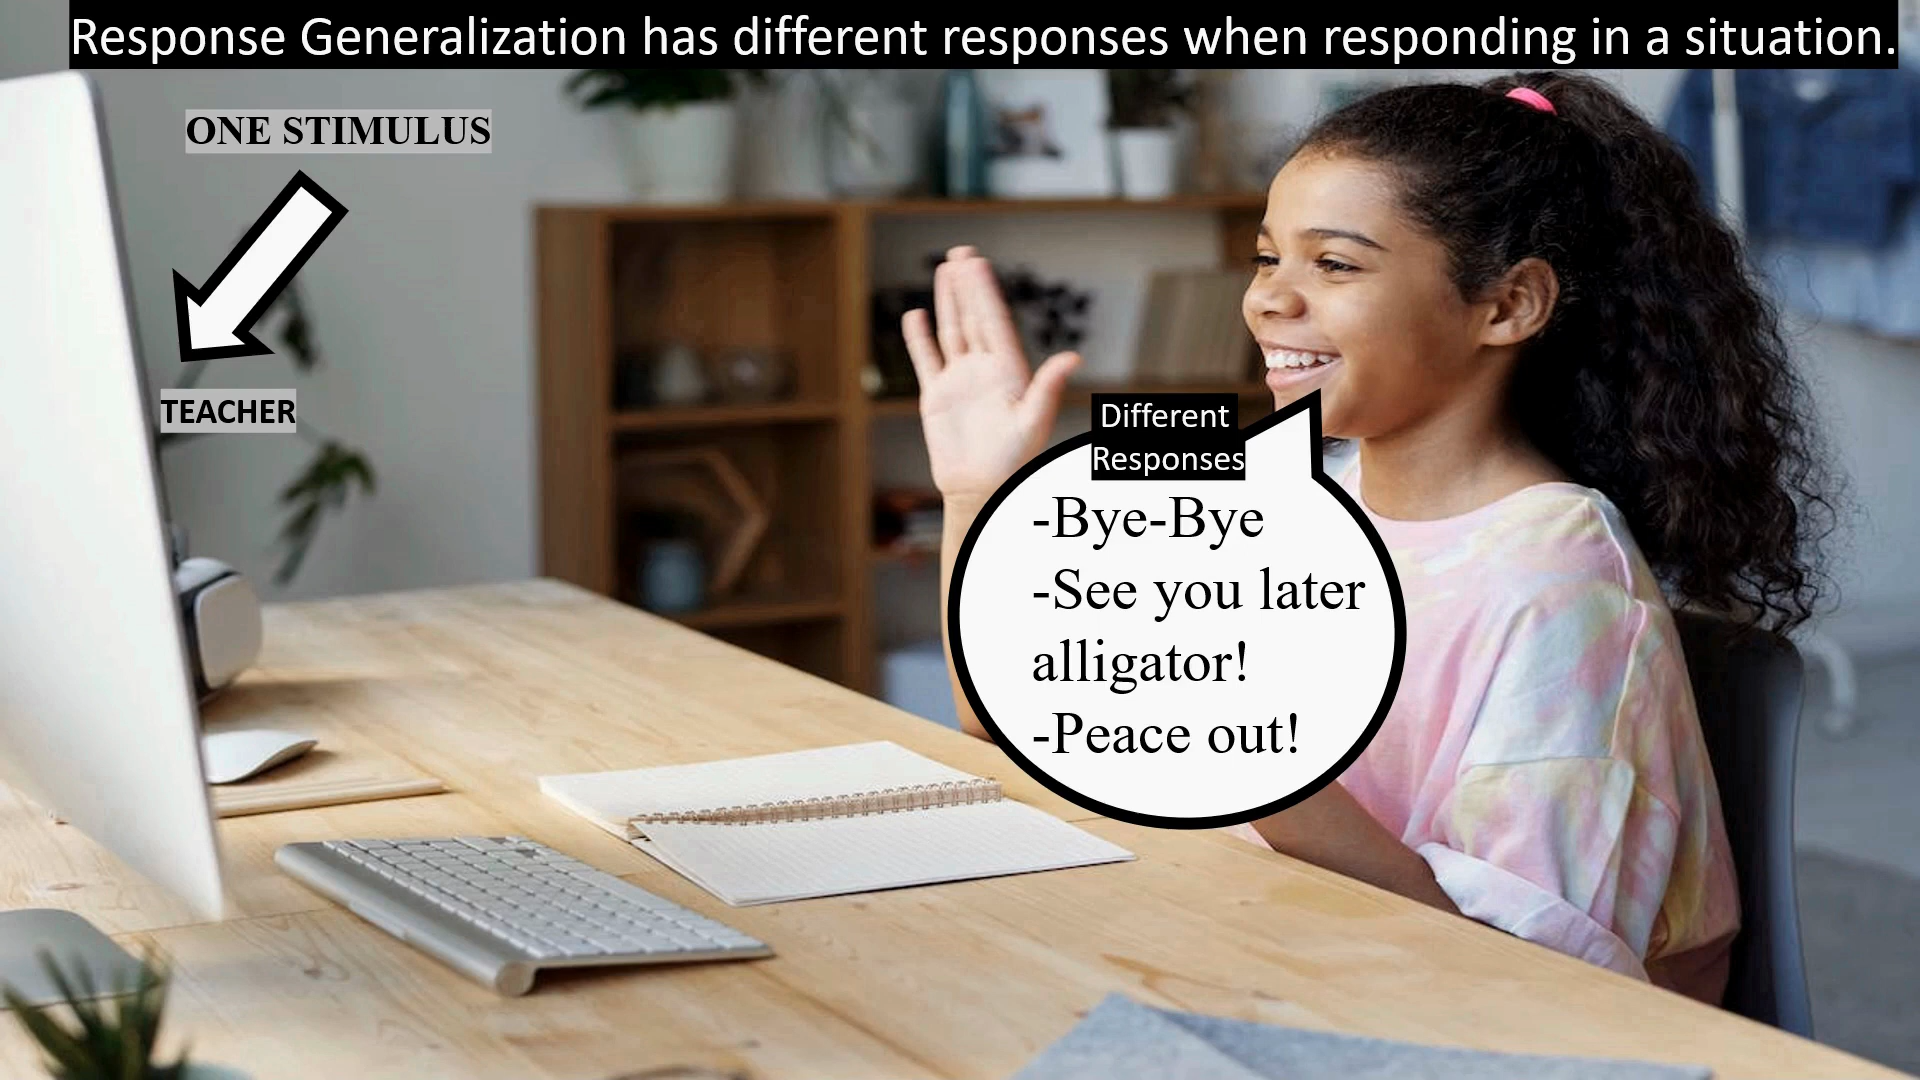 Response Generalization has different responses when responding in a situation.
ONE STIMULUS
TEACHER
Different
Responses
-Bye-Bye
-See you later
alligator!
-Peace out!